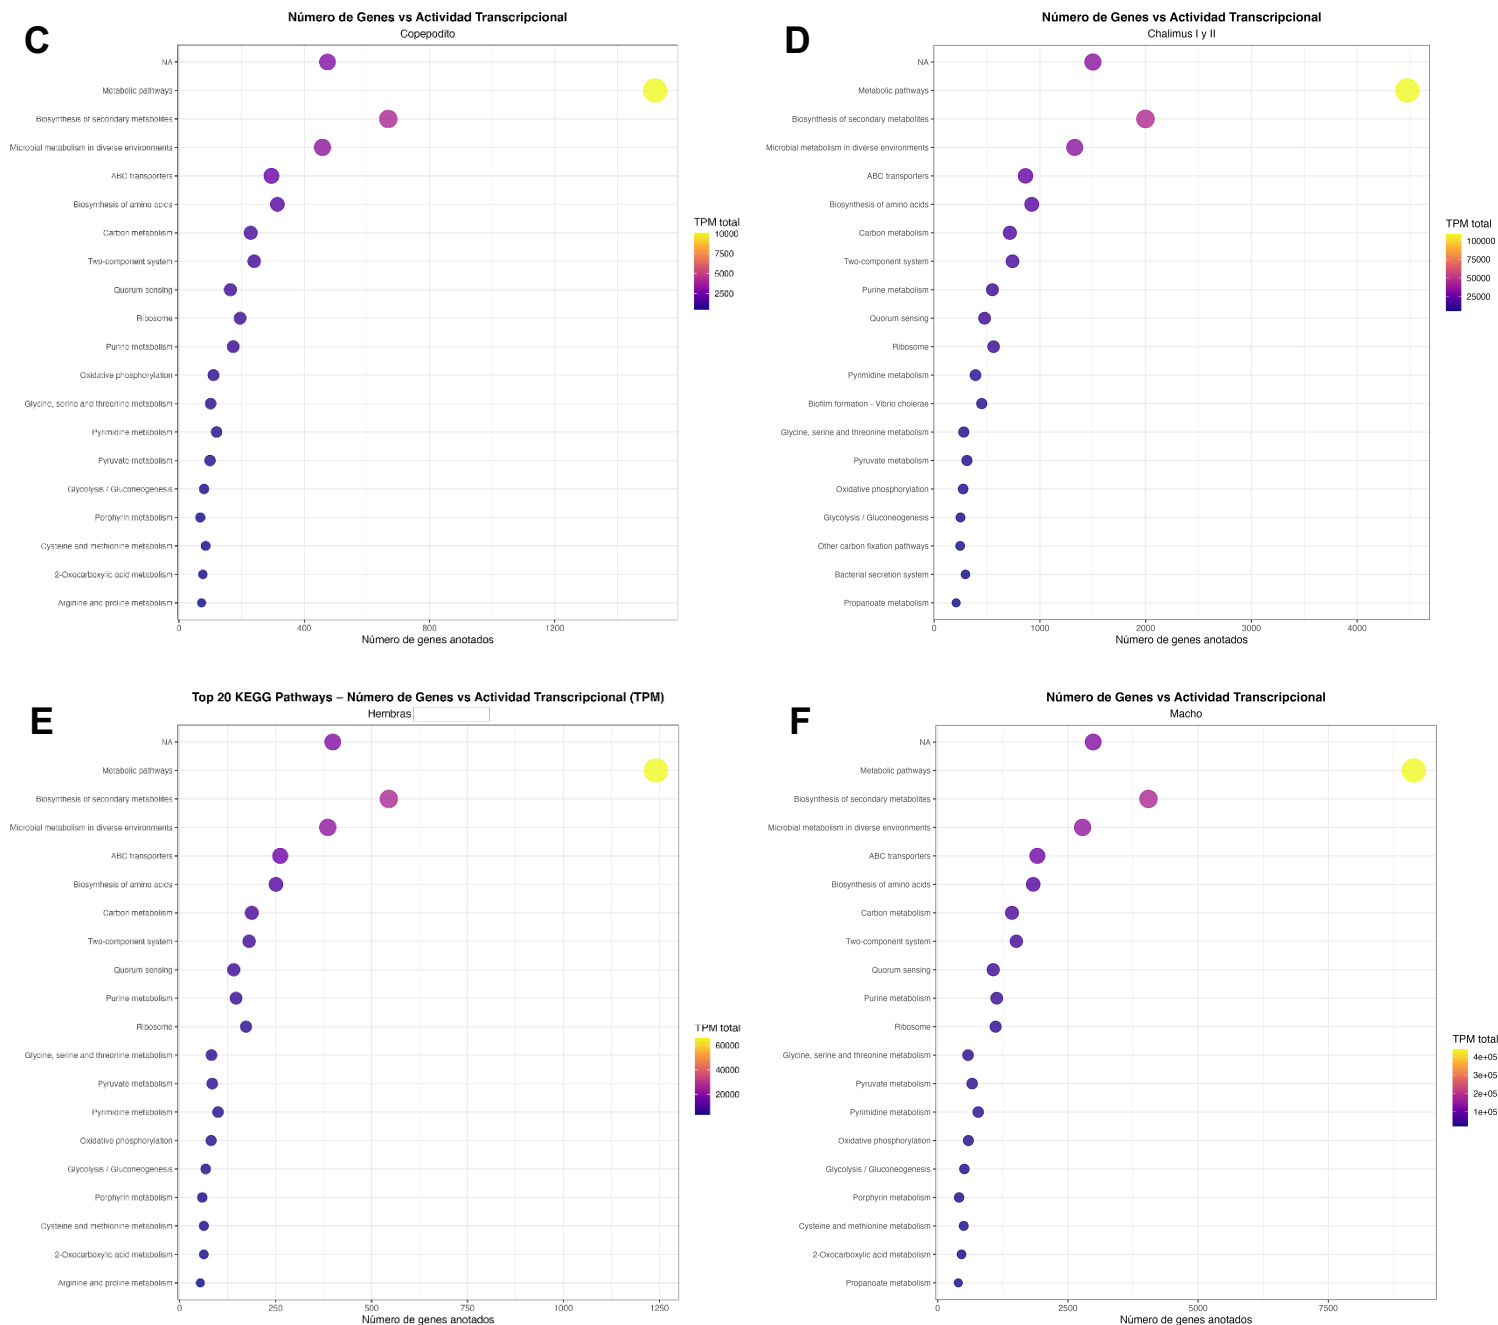 C
Número de Genes vs Actividad Transcripcional
Copepodito
NA
Metabolic pathways
Biosynthesis of secondary metabolites
Microbial metabolism in diverse environments
ABC transporters
Biosynthesis of amino acids
Carbon metabolism
Two-component system
Quorum sensing
Ribosome
Purine metabolism
Oxidative phosphorylation
Glycine, serine and threonine metabolism
Pyrimidine metabolism
Pyruvate metabolism
Glycolysis / Gluconeogenesis
Porphyrin metabolism
Cysteine and methionine metabolism
2-Oxocarboxylic acid metabolism
Arginine and proline metabolism
0 400 800 1200
Número de genes anotados
TPM total
10000
7500
5000
2500
D
Número de Genes vs Actividad Transcripcional
Chalimus I y II
NA
Metabolic pathways
Biosynthesis of secondary metabolites
Microbial metabolism in diverse environments
ABC transporters
Biosynthesis of amino acids
Carbon metabolism
Two-component system
Purine metabolism
Quorum sensing
Ribosome
Pyrimidine metabolism
Biofilm formation - Vibrio cholerae
Glycine, serine and threonine metabolism
Pyruvate metabolism
Oxidative phosphorylation
Glycolysis / Gluconeogenesis
Other carbon fixation pathways
Bacterial secretion system
Propanoate metabolism
0 1000 2000 3000 4000
Número de genes anotados
TPM total
100000
75000
50000
25000
E
Top 20 KEGG Pathways – Número de Genes vs Actividad Transcripcional (TPM)
Hembras
NA
Metabolic pathways
Biosynthesis of secondary metabolites
Microbial metabolism in diverse environments
ABC transporters
Biosynthesis of amino acids
Carbon metabolism
Two-component system
Quorum sensing
Purine metabolism
Ribosome
Glycine, serine and threonine metabolism
Pyruvate metabolism
Pyrimidine metabolism
Oxidative phosphorylation
Glycolysis / Gluconeogenesis
Porphyrin metabolism
Cysteine and methionine metabolism
2-Oxocarboxylic acid metabolism
Arginine and proline metabolism
0 250 500 750 1000 1250
Número de genes anotados
TPM total
60000
40000
20000
F
Número de Genes vs Actividad Transcripcional
Macho
NA
Metabolic pathways
Biosynthesis of secondary metabolites
Microbial metabolism in diverse environments
ABC transporters
Biosynthesis of amino acids
Carbon metabolism
Two-component system
Quorum sensing
Purine metabolism
Ribosome
Glycine, serine and threonine metabolism
Pyruvate metabolism
Pyrimidine metabolism
Oxidative phosphorylation
Glycolysis / Gluconeogenesis
Porphyrin metabolism
Cysteine and methionine metabolism
2-Oxocarboxylic acid metabolism
Propanoate metabolism
0 2500 5000 7500
Número de genes anotados
TPM total
4e+05
3e+05
2e+05
1e+05